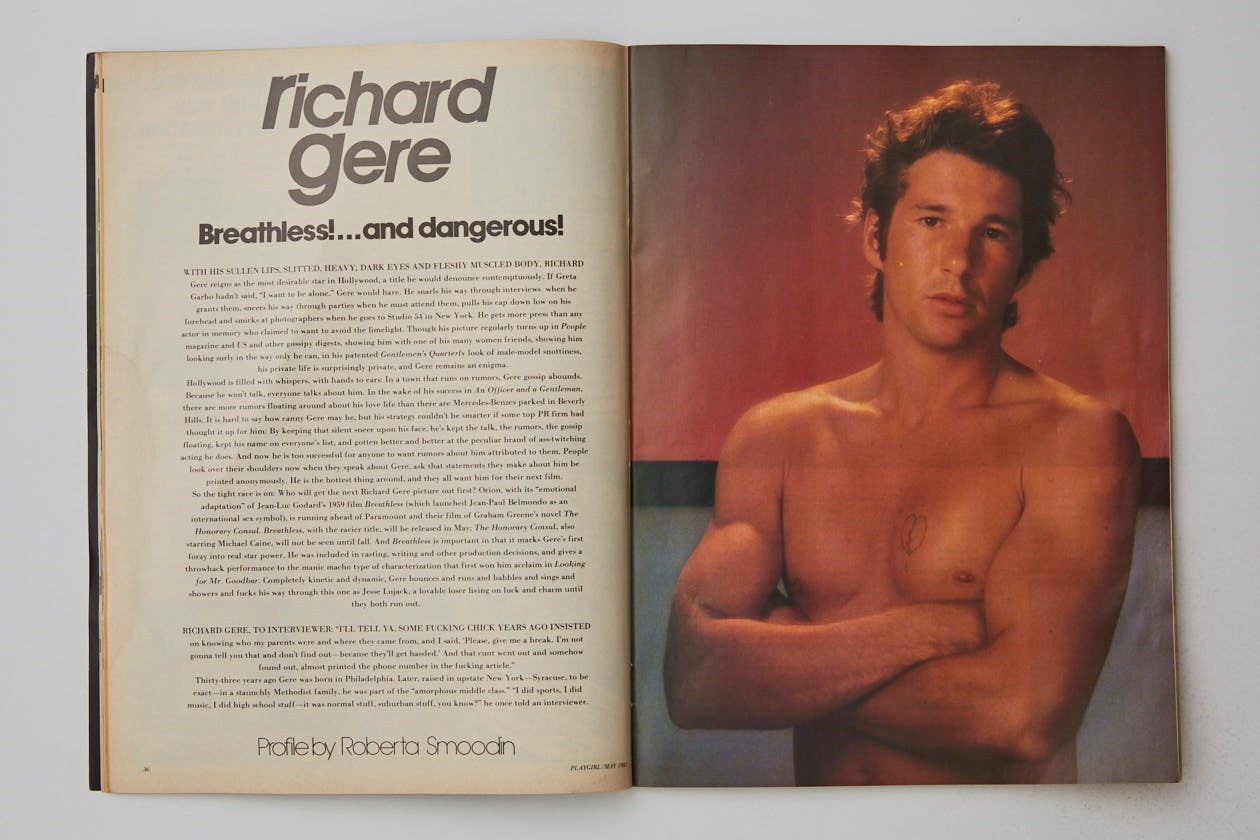 richard
gere
Breathless!...and dangerous!
WITH HIS SULLEN LIPS, SLITTED, HEAVY, DARK EYES AND FLESHY MUSCLED BODY, RICHARD
Gere reigns as the most desirable star in Hollywood, a title he would denounce contemptuously. If Greta
Garbo hadn't said, "I want to be alone," Gere would have. He snarls his way through interviews when he
grants them, sneers his way through parties when he must attend them, pulls his cap down low on his
forehead and smirks at photographers when he goes to Studio 54 in New York. He gets more press than any
actor in memory who claimed to want to avoid the limelight. Though his picture regularly turns up in People
magazine and US and other gossipy digests, showing him with one of his many women friends, showing him
looking surly in the way only he can, in his patented Gentlemen's Quarterly look of male-model snottiness,
his private life is surprisingly private, and Gere remains an enigma.
Hollywood is filled with whispers, with hands to ears: In a town that runs on rumors, Gere gossip abounds.
Because he won't talk, everyone talks about him. In the wake of his success in An Officer and a Gentleman,
there are more rumors floating around about his love life than there are Mercedes-Benzes parked in Beverly
Hills. It is hard to say how canny Gere may be, but his strategy couldn't be smarter if some top PR firm had
thought it up for him: By keeping that silent sneer upon his face, he's kept the talk, the rumors, the gossip
floating, kept his name on everyone's list, and gotten better and better at the peculiar brand of ass-twitching
acting he does. And now he is too successful for anyone to want rumors about him attributed to them. People
look over their shoulders now when they speak about Gere, ask that statements they make about him be
printed anonymously. He is the hottest thing around, and they all want him for their next film.
So the tight race is on: Who will get the next Richard Gere picture out first? Orion, with its "emotional
adaptation" of Jean-Luc Godard's 1959 film Breathless (which launched Jean-Paul Belmondo as an
international sex symbol), is running ahead of Paramount and their film of Graham Greene's novel The
Honorary Consul. Breathless, with the racier title, will be released in May; The Honorary Consul, also
starring Michael Caine, will not be seen until fall. And Breathless is important in that it marks Gere's first
foray into real star power. He was included in casting, writing and other production decisions, and gives a
throwback performance to the manic macho type of characterization that first won him acclaim in Looking
for Mr. Goodbar. Completely kinetic and dynamic, Gere bounces and runs and babbles and sings and
showers and fucks his way through this one as Jesse Lujack, a lovable loser living on luck and charm until
they both run out.
RICHARD GERE, TO INTERVIEWER: "I'LL TELL YA, SOME FUCKING CHICK YEARS AGO INSISTED
on knowing who my parents were and where they came from, and I said, 'Please, give me a break. I'm not
gonna tell you that and don't find out—because they'll get hassled.' And that cunt went out and somehow
found out, almost printed the phone number in the fucking article."
Thirty-three years ago Gere was born in Philadelphia. Later, raised in upstate New York—Syracuse, to be
exact—in a staunchly Methodist family, he was part of the "amorphous middle class." "I did sports, I did
music, I did high school stuff—it was normal stuff, suburban stuff, you know?" he once told an interviewer.
Profile by Roberta Smoodin
36
PLAYGIRL/MAY